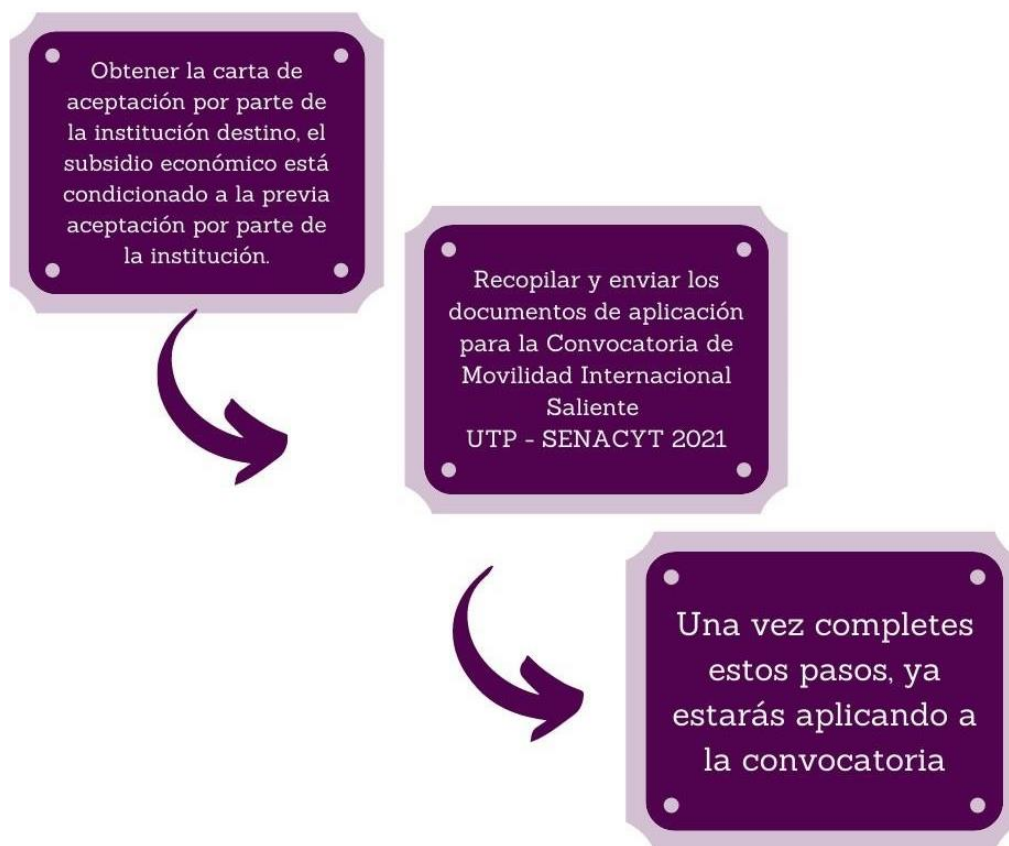 Obtener la carta de
aceptación por parte de
la institución destino, el
subsidio económico está
condicionado a la previa
aceptación por parte de
la institución.
Recopilar y enviar los
documentos de aplicación
para la Convocatoria de
Movilidad Internacional
Saliente
UTP - SENACYT 2021
Una vez completes
estos pasos, ya
estarás aplicando a
la convocatoria